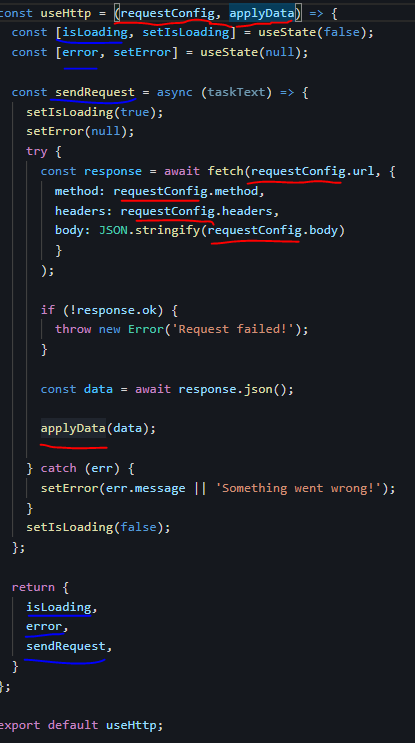 const useHttp = (requestConfig, applyData) => {
const [isLoading, setIsLoading] = useState(false);
const [error, setError] = useState(null);
const sendRequest = async (taskText) => {
setIsLoading(true);
setError(null);
try {
const response = await fetch(requestConfig.url, {
method: requestConfig.method,
headers: requestConfig.headers,
body: JSON.stringify(requestConfig.body)
}
);
if (!response.ok) {
throw new Error('Request failed!');
}
const data = await response.json();
applyData(data);
} catch (err) {
setError(err.message || 'Something went wrong!');
}
setIsLoading(false);
};
return {
isLoading,
error,
sendRequest,
}
};
export default useHttp;